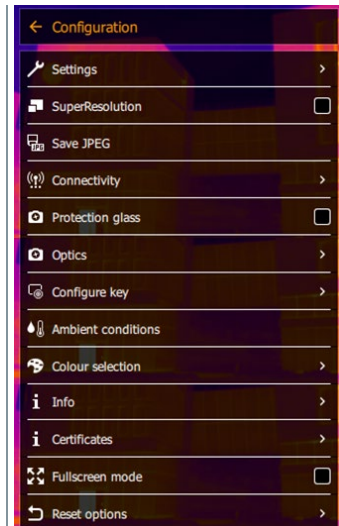 Configuration
Settings
SuperResolution
JPG
Save JPEG
Connectivity
Protection glass
Optics
Configure key
Ambient conditions
Colour selection
Info
Certificates
Fullscreen mode
Reset options